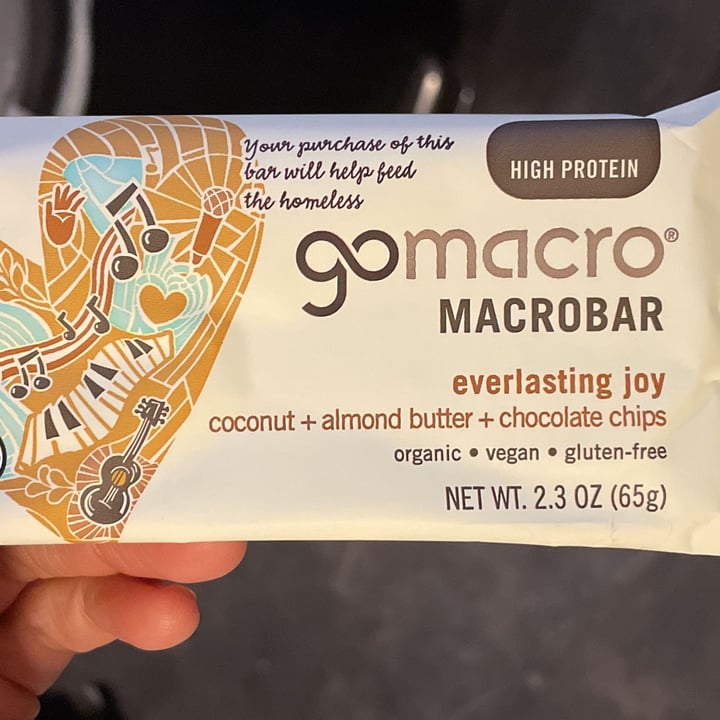 Your purchase of this
bar will help feed
the homeless
HIGH PROTEIN
gomacro®
MACROBAR
everlasting joy
coconut + almond butter + chocolate chips
organic • vegan • gluten-free
NET WT. 2.3 OZ (65g)